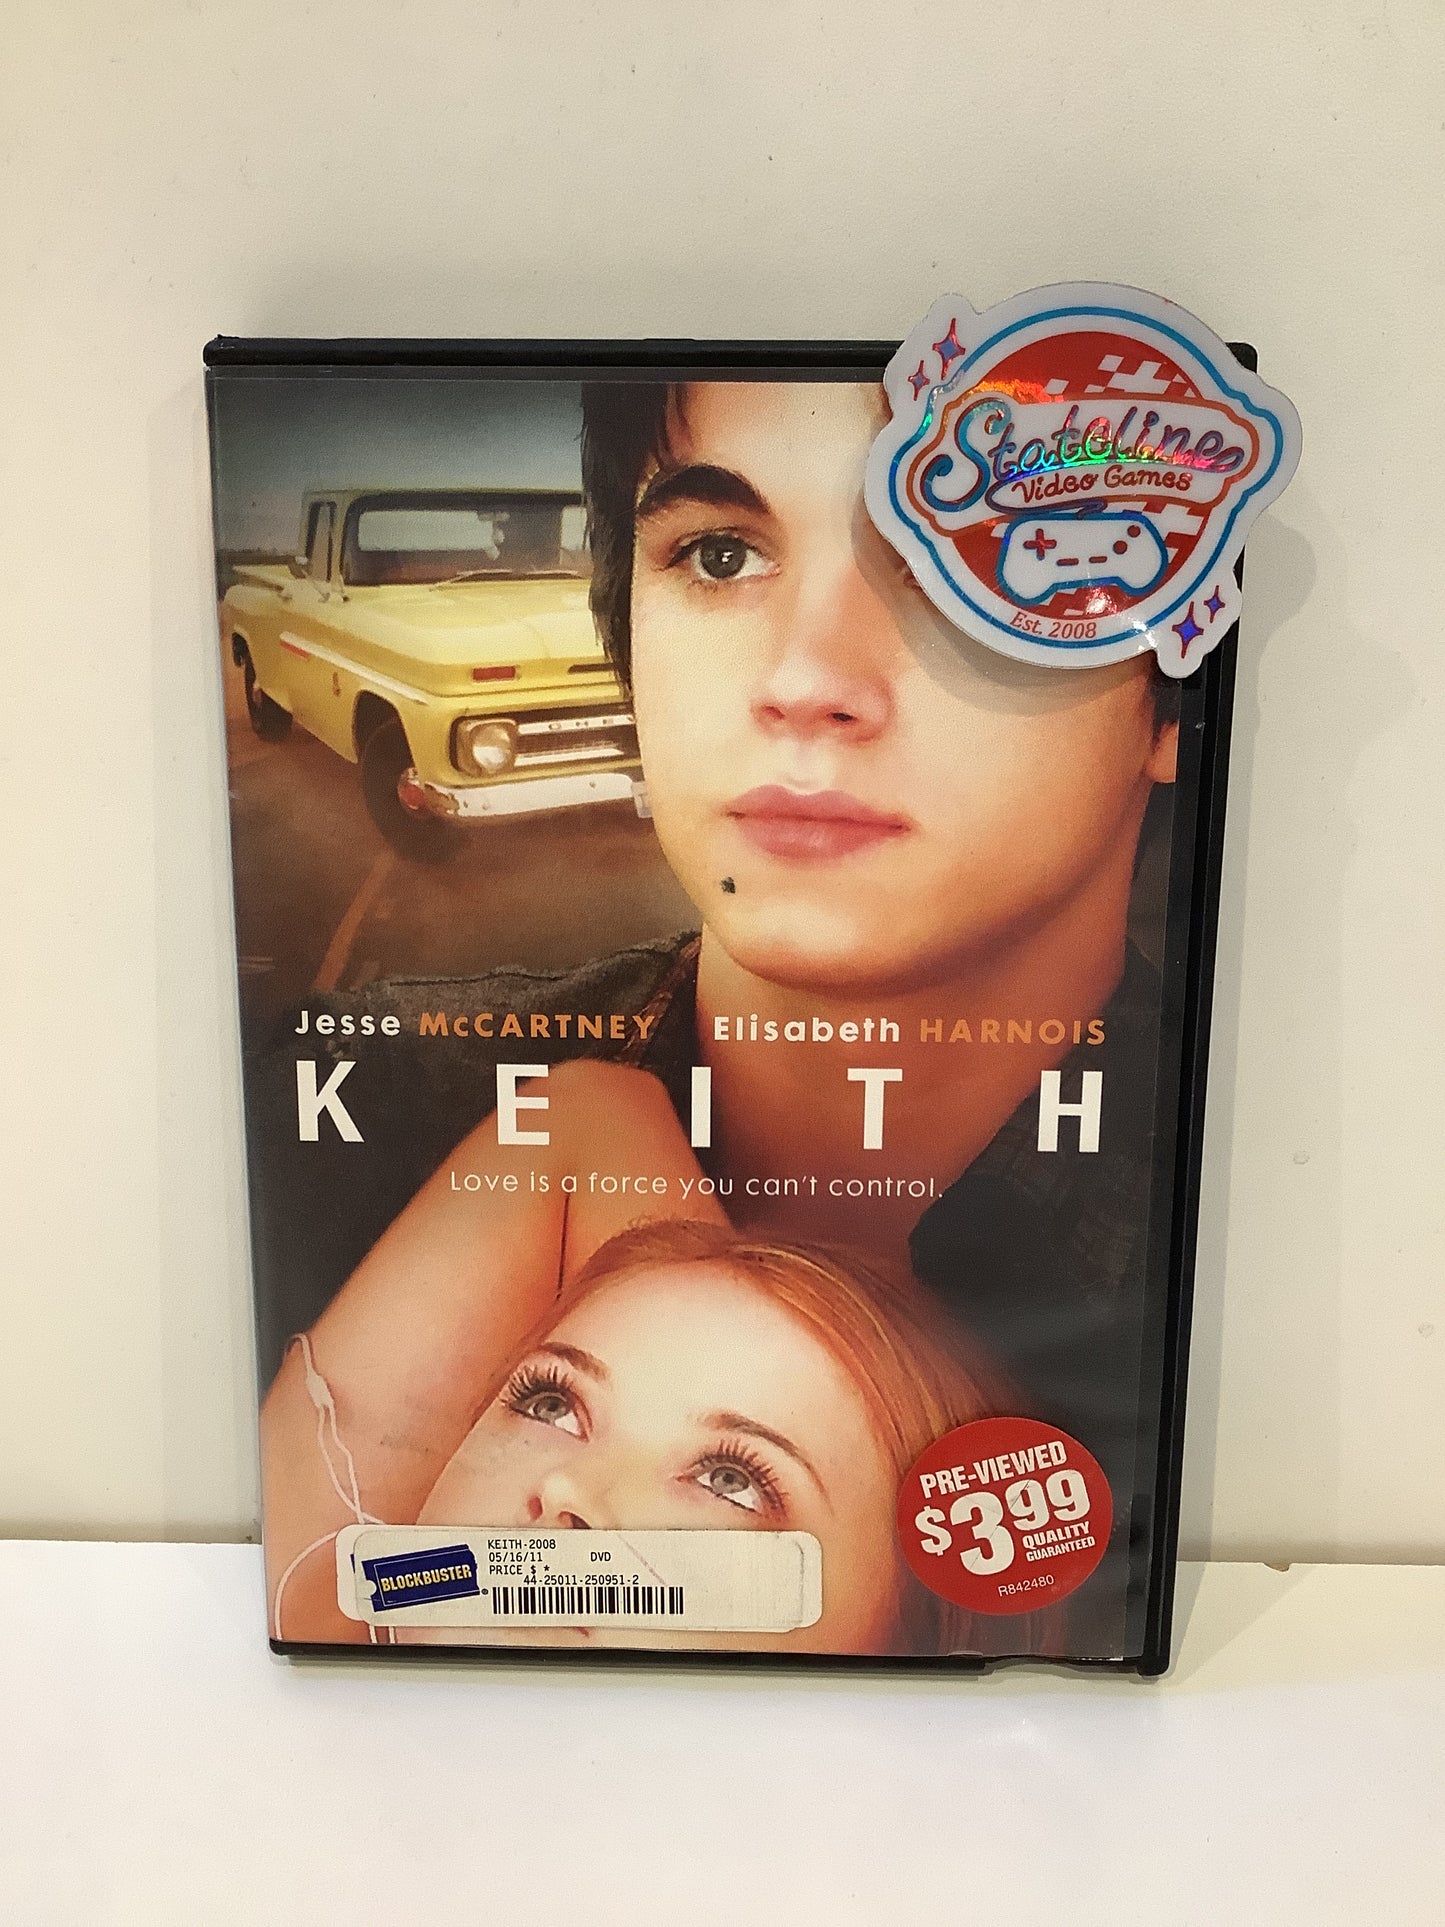 Stateline
Video Games
Est. 2008
CHE
Jesse McCARTNEY Elisabeth HARNOIS
KEITH
Love is a force you can't control.
PRE-VIEWED
$3.99
QUALITY
GUARANTEED
R842480
BLOCKBUSTER
KEITH-2008
05/16/11 DVD
PRICE $ *
44-25011-250951-2